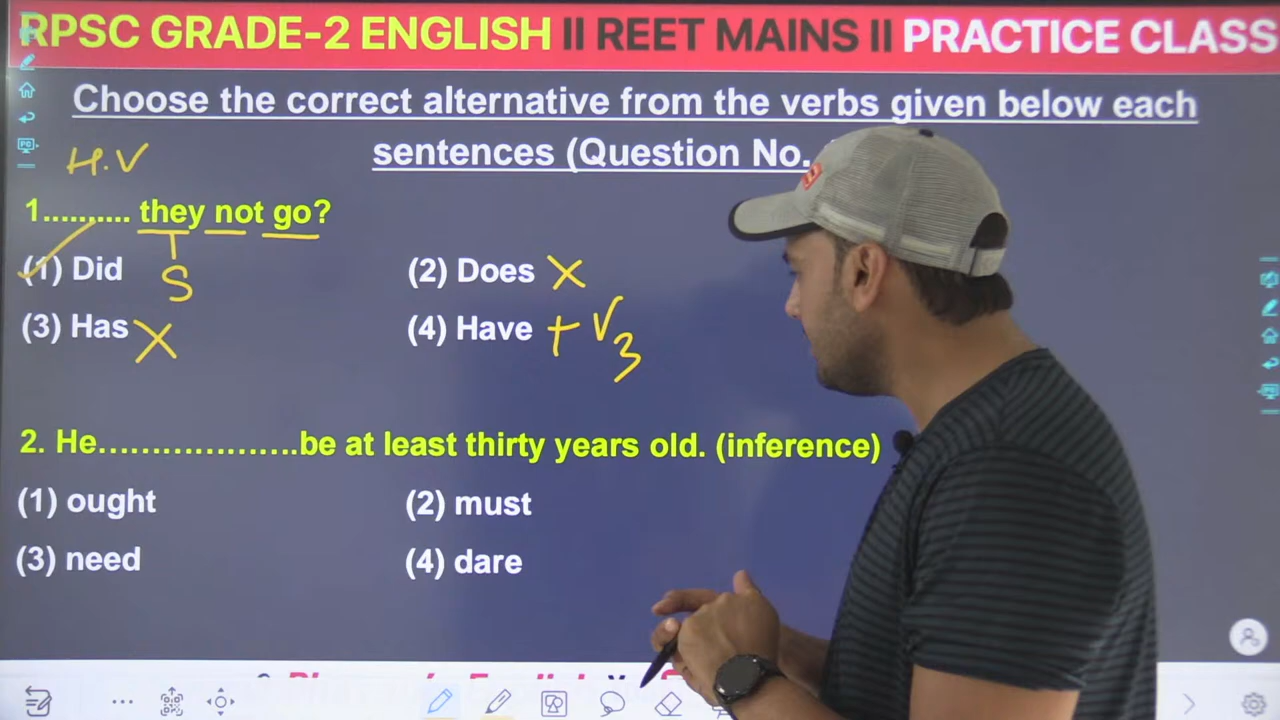 RPSC GRADE-2 ENGLISH II REET MAINS II PRACTICE CLASS
Choose the correct alternative from the verbs given below each
sentences (Question No.
H.V
1.......... they not go?
(1) Did
S
(2) Does X
(3) Has X
(4) Have + V3
2. He...................be at least thirty years old. (inference)
(1) ought
(2) must
(3) need
(4) dare